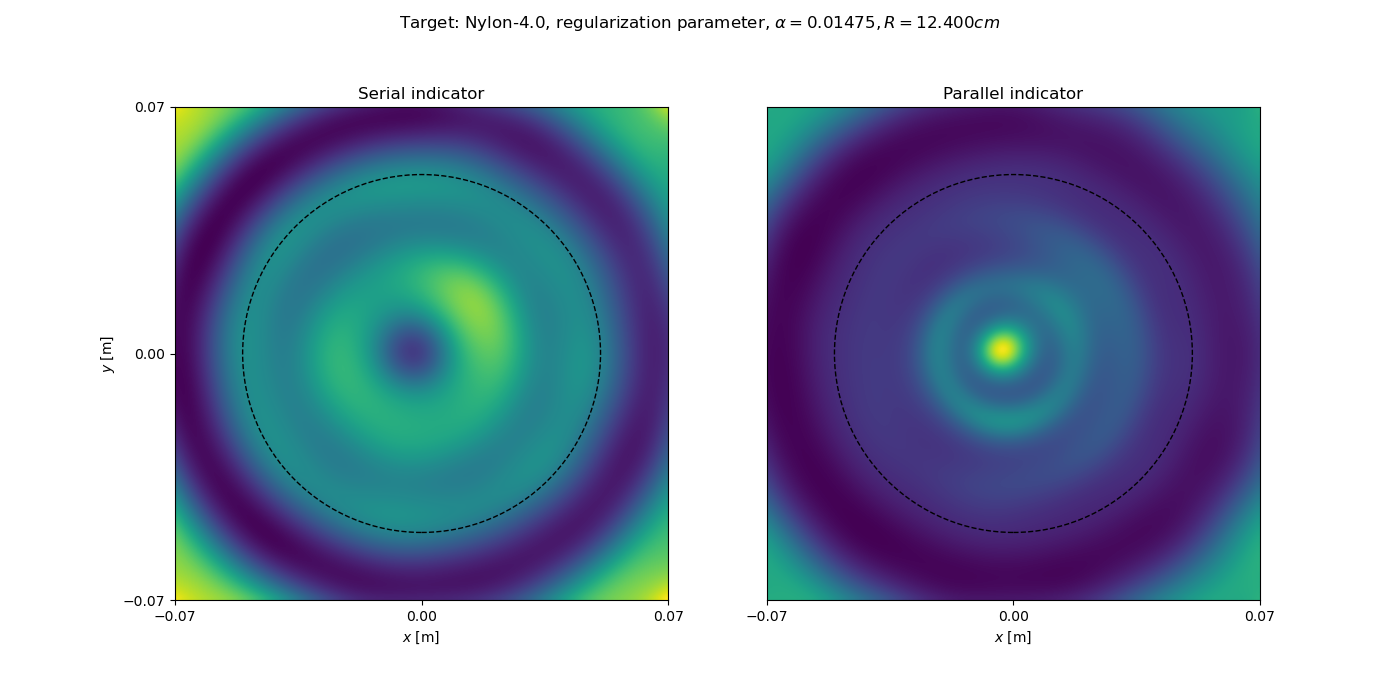 Target: Nylon-4.0, regularization parameter, α = 0.01475, R = 12.400cm
Serial indicator
Parallel indicator
0.07
0.00
−0.07
y [m]
−0.07 0.00 0.07
−0.07 0.00 0.07
x [m]
x [m]